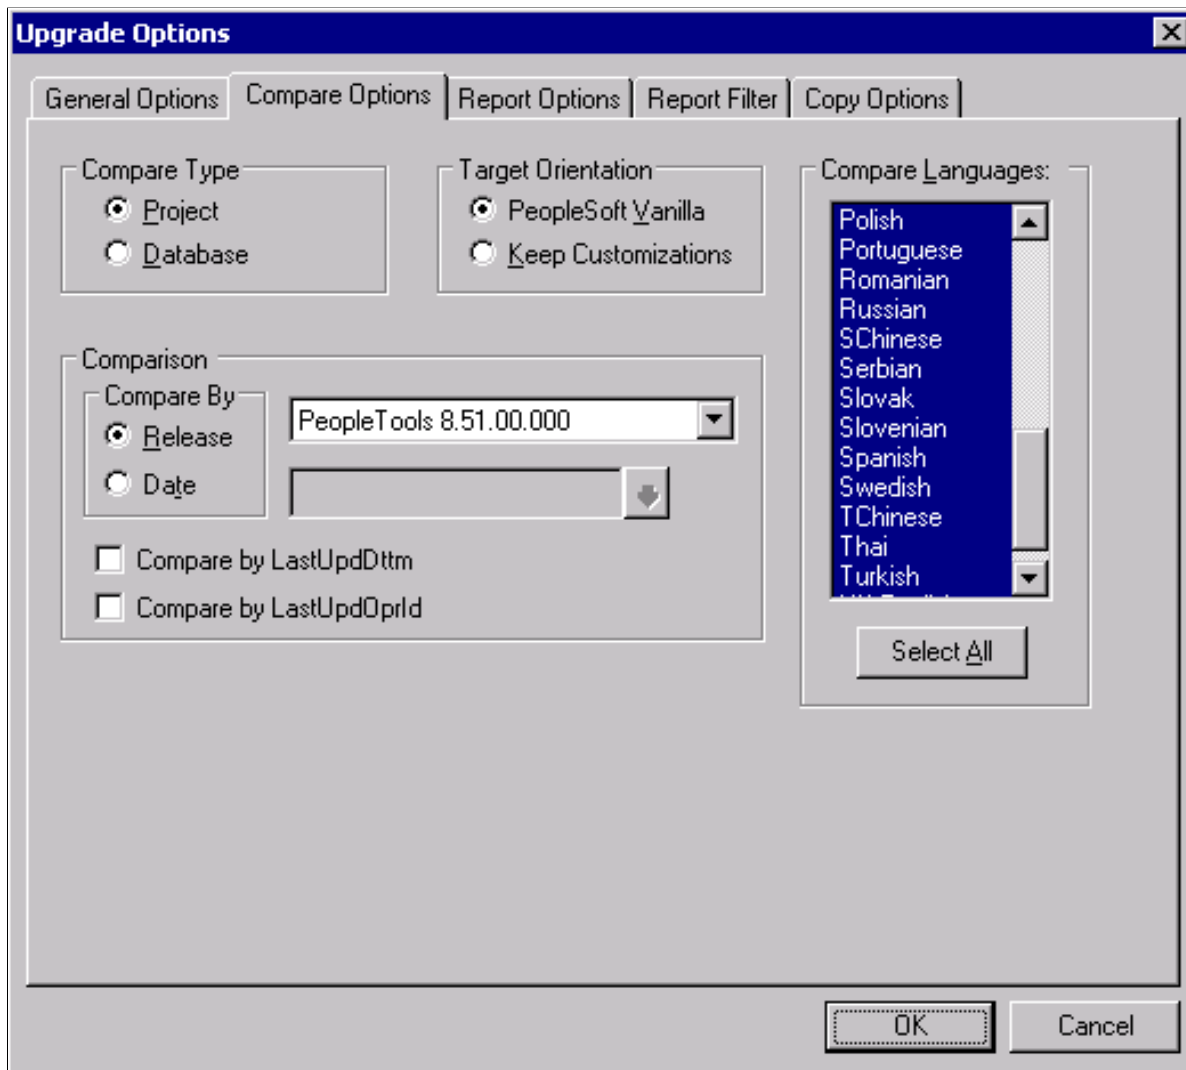 Upgrade Options
General Options
Compare Options
Report Options
Report Filter
Copy Options
Compare Type
Project
Database
Target Orientation
PeopleSoft Vanilla
Keep Customizations
Comparison
Compare By
Release
Date
PeopleTools 8.51.00.000
Compare by LastUpdDttm
Compare by LastUpdOprId
Compare Languages:
Polish
Portuguese
Romanian
Russian
SChinese
Serbian
Slovak
Slovenian
Spanish
Swedish
TChinese
Thai
Turkish
Select All
OK
Cancel